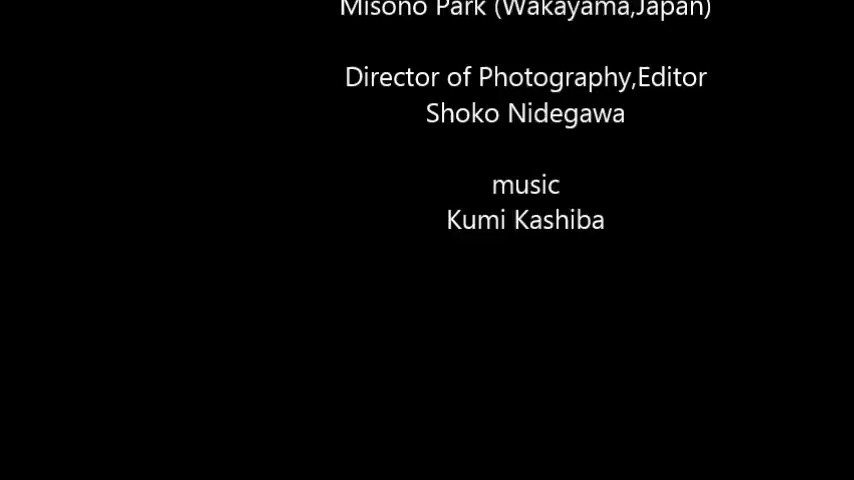 Misono Park (Wakayama,Japan)
Director of Photography,Editor
Shoko Nidegawa
music
Kumi Kashiba